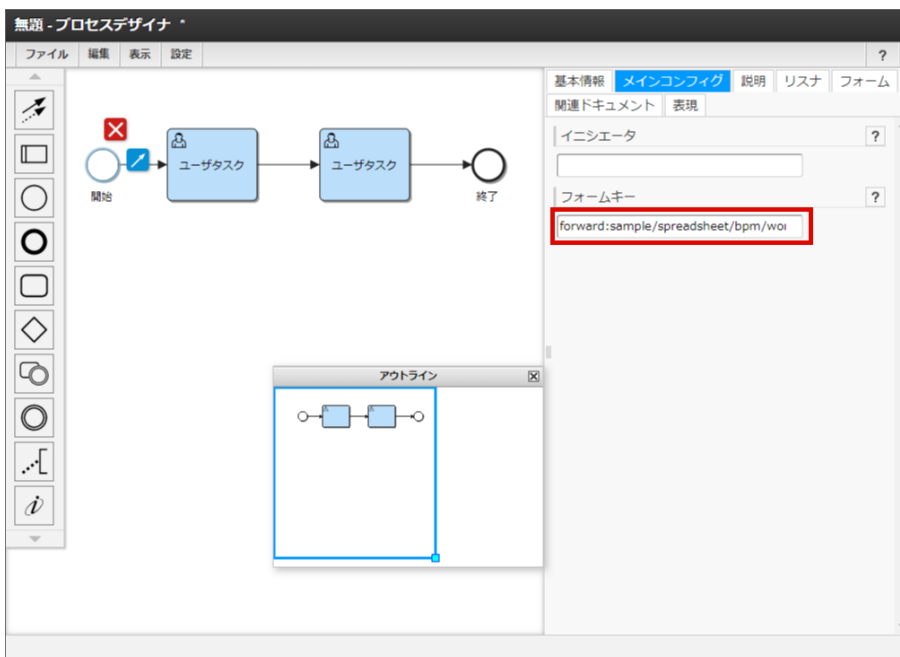 無題 - プロセスデザイナ *
ファイル 編集 表示 設定 ?
基本情報 メインコンフィグ 説明 リスナ フォーム
関連ドキュメント 表現
イニシエータ ?
フォームキー ?
forward:sample/spreadsheet/bpm/wor
ユーザタスク ユーザタスク
開始 終了
アウトライン